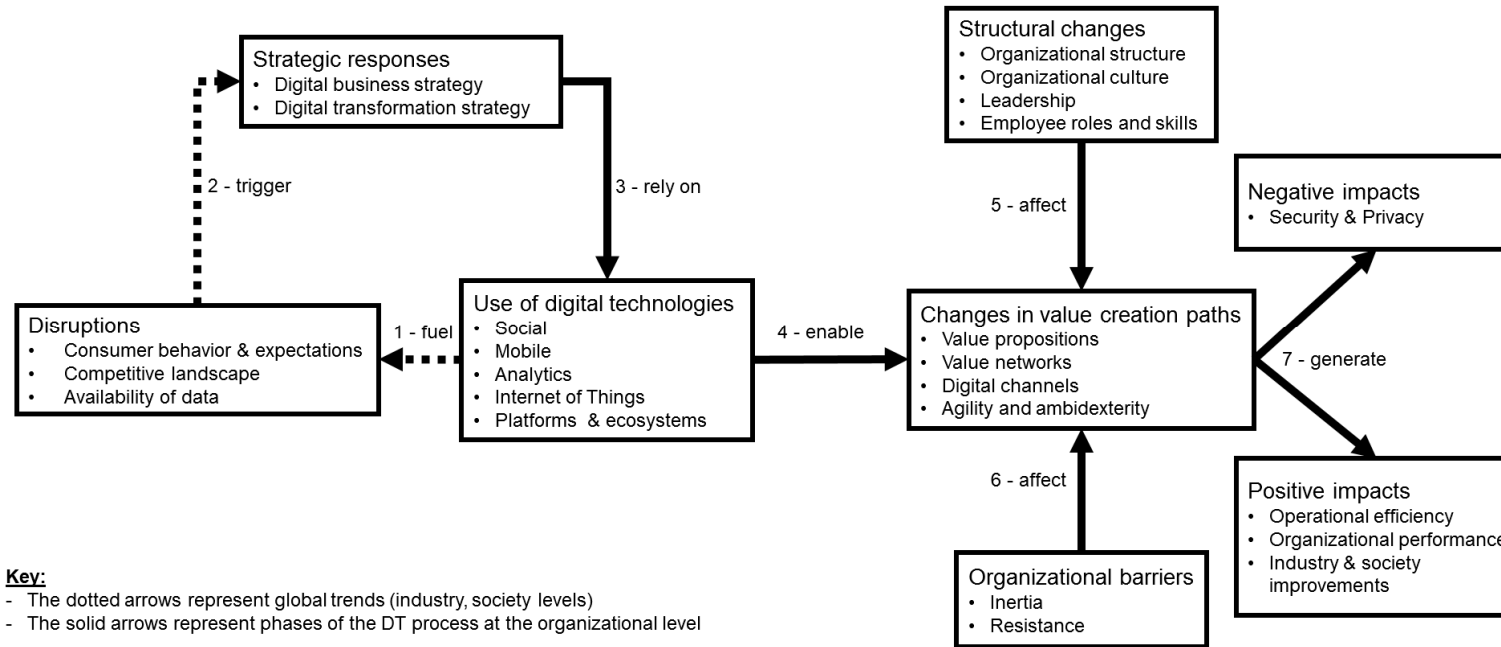 Strategic responses
• Digital business strategy
• Digital transformation strategy
2 - trigger
3 - rely on
Disruptions
• Consumer behavior & expectations
• Competitive landscape
• Availability of data
1 - fuel
Use of digital technologies
• Social
• Mobile
• Analytics
• Internet of Things
• Platforms & ecosystems
4 - enable
Structural changes
• Organizational structure
• Organizational culture
• Leadership
• Employee roles and skills
5 - affect
Changes in value creation paths
• Value propositions
• Value networks
• Digital channels
• Agility and ambidexterity
6 - affect
Organizational barriers
• Inertia
• Resistance
7 - generate
Negative impacts
• Security & Privacy
Positive impacts
• Operational efficiency
• Organizational performance
• Industry & society
improvements
Key:
- The dotted arrows represent global trends (industry, society levels)
- The solid arrows represent phases of the DT process at the organizational level